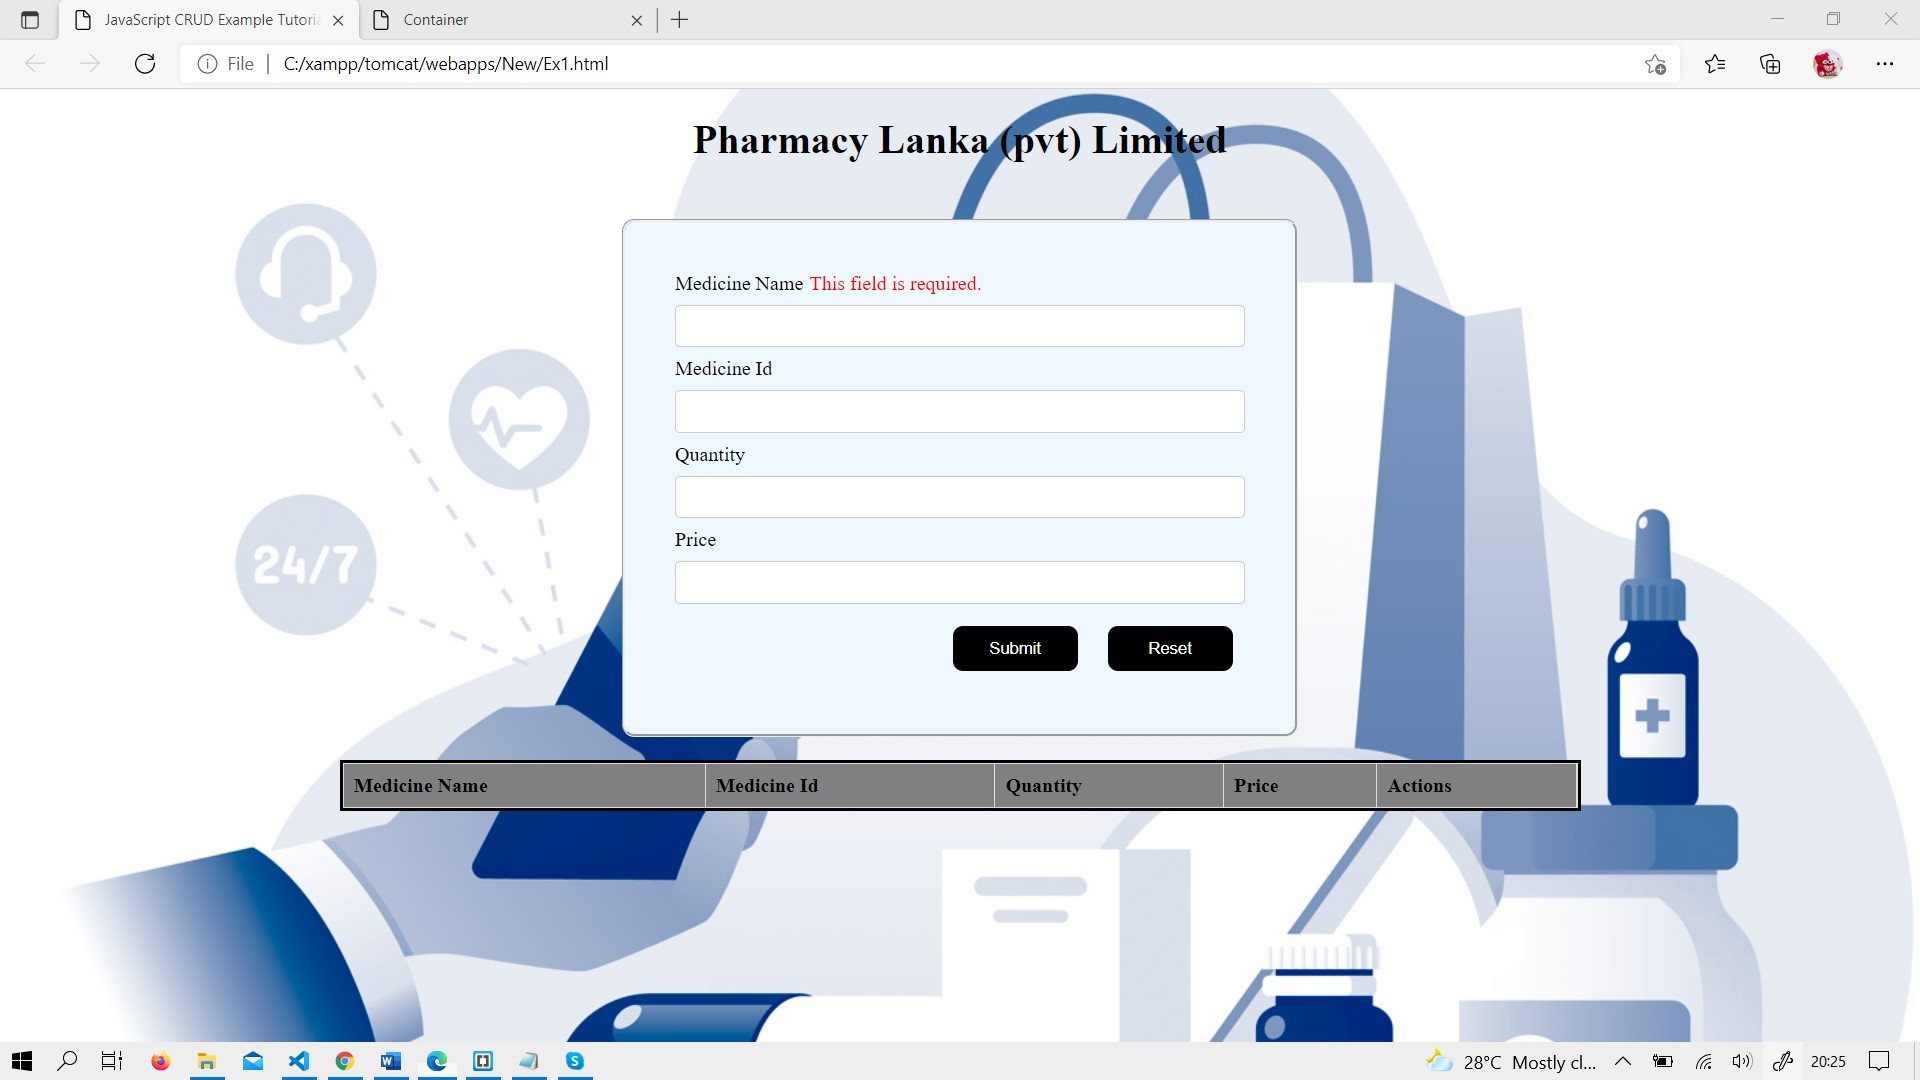 JavaScript CRUD Example Tutoria
Container
File
C:/xampp/tomcat/webapps/New/Ex1.html
Pharmacy Lanka (pvt) Limited
Medicine Name This field is required.
Medicine Id
Quantity
Price
Submit Reset
24/7
Medicine Name Medicine Id Quantity Price Actions
28°C Mostly cl... 20:25